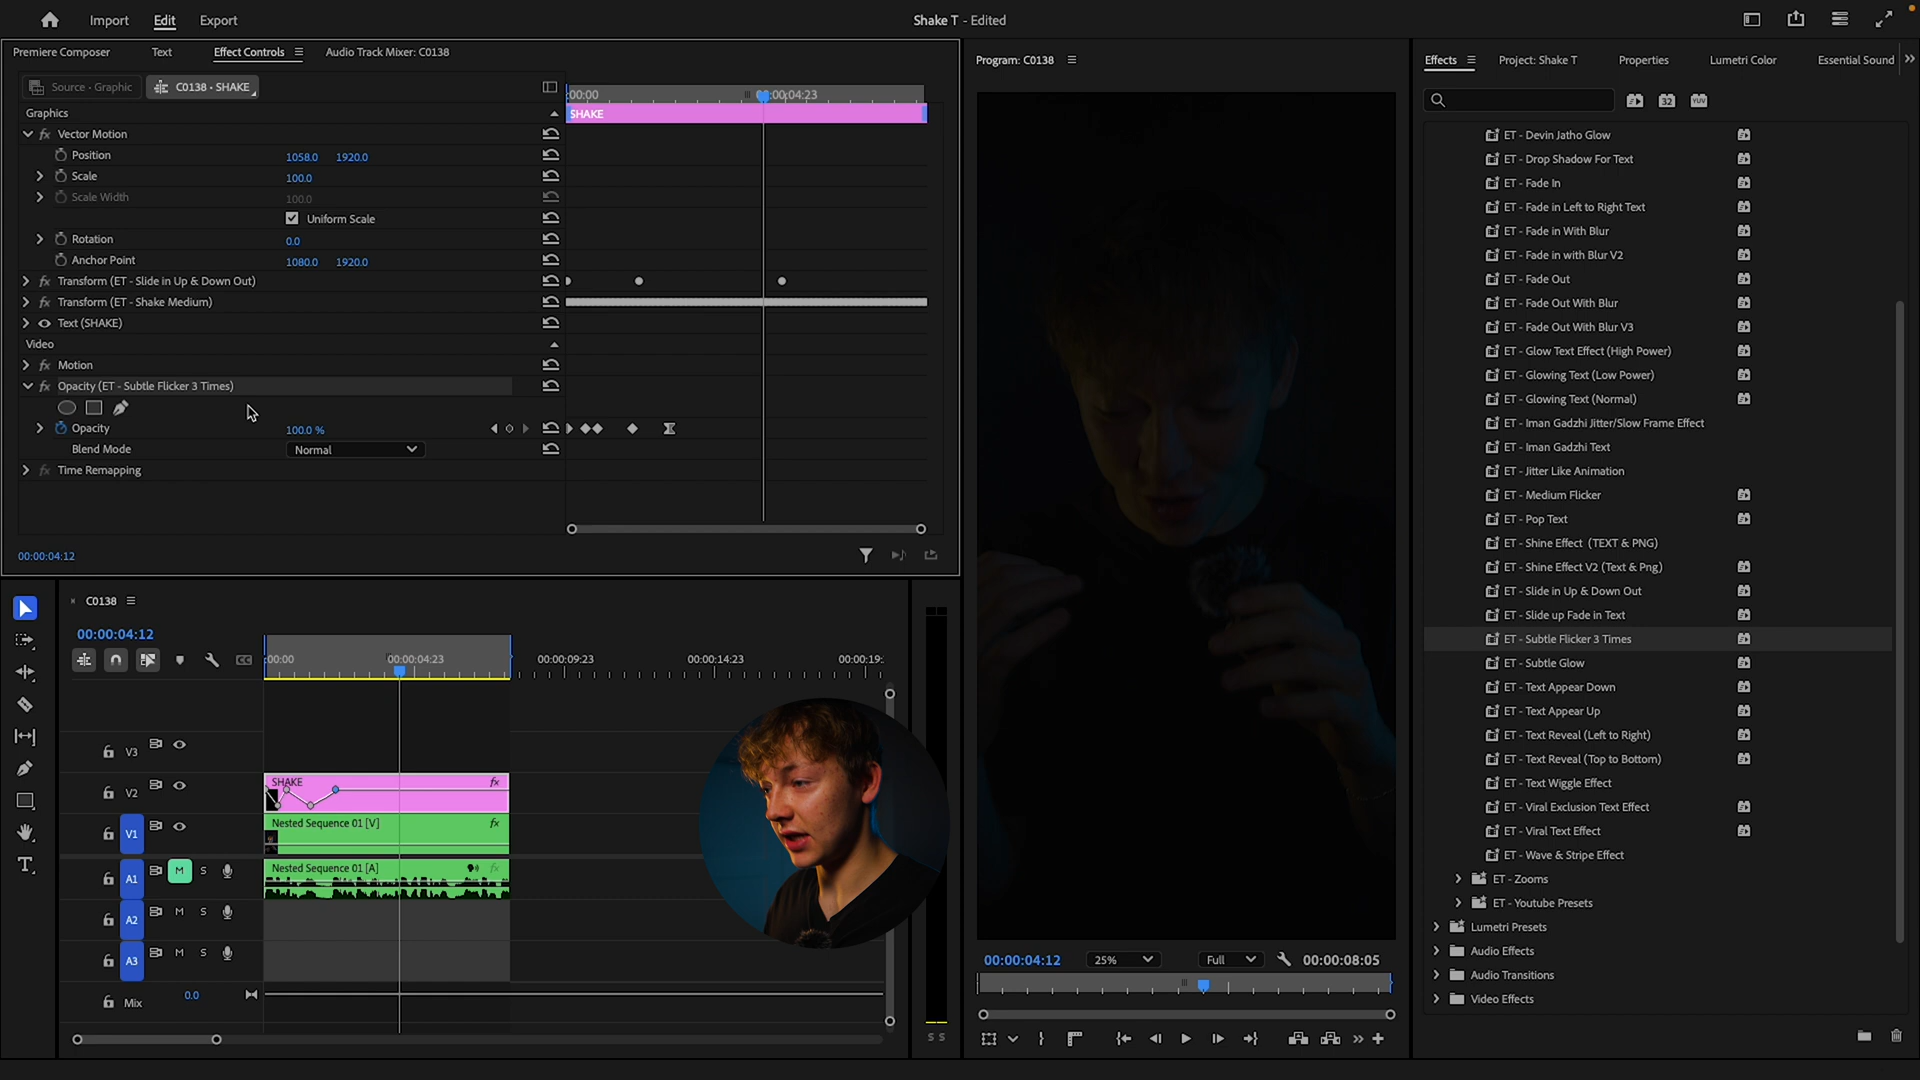 Import
Edit
Export
Shake T - Edited
Premiere Composer
Text
Effect Controls
Audio Track Mixer: C0138
Source · Graphic
C0138 · SHAKE
:00:00
00:00:04:23
Graphics
SHAKE
Vector Motion
Position
1058.0
1920.0
Scale
100.0
Scale Width
100.0
Uniform Scale
Rotation
0.0
Anchor Point
1080.0
1920.0
Transform (ET - Slide in Up & Down Out)
Transform (ET - Shake Medium)
Text (SHAKE)
Video
Motion
Opacity (ET - Subtle Flicker 3 Times)
Opacity
100.0 %
Blend Mode
Normal
Time Remapping
00:00:04:12
C0138
00:00:04:12
:00:00
00:00:04:23
00:00:09:23
00:00:14:23
00:00:19:
V3
V2
SHAKE
fx
V1
Nested Sequence 01 [V]
fx
A1
M
S
Nested Sequence 01 [A]
fx
A2
M
S
A3
M
S
Mix
0.0
S S
Program: C0138
00:00:04:12
25%
Full
00:00:08:05
Effects
Project: Shake T
Properties
Lumetri Color
Essential Sound
32
YUV
ET - Devin Jatho Glow
ET - Drop Shadow For Text
ET - Fade In
ET - Fade in Left to Right Text
ET - Fade in With Blur
ET - Fade in with Blur V2
ET - Fade Out
ET - Fade Out With Blur
ET - Fade Out With Blur V3
ET - Glow Text Effect (High Power)
ET - Glowing Text (Low Power)
ET - Glowing Text (Normal)
ET - Iman Gadzhi Jitter/Slow Frame Effect
ET - Iman Gadzhi Text
ET - Jitter Like Animation
ET - Medium Flicker
ET - Pop Text
ET - Shine Effect (TEXT & PNG)
ET - Shine Effect V2 (Text & Png)
ET - Slide in Up & Down Out
ET - Slide up Fade in Text
ET - Subtle Flicker 3 Times
ET - Subtle Glow
ET - Text Appear Down
ET - Text Appear Up
ET - Text Reveal (Left to Right)
ET - Text Reveal (Top to Bottom)
ET - Text Wiggle Effect
ET - Viral Exclusion Text Effect
ET - Viral Text Effect
ET - Wave & Stripe Effect
ET - Zooms
ET - Youtube Presets
Lumetri Presets
Audio Effects
Audio Transitions
Video Effects